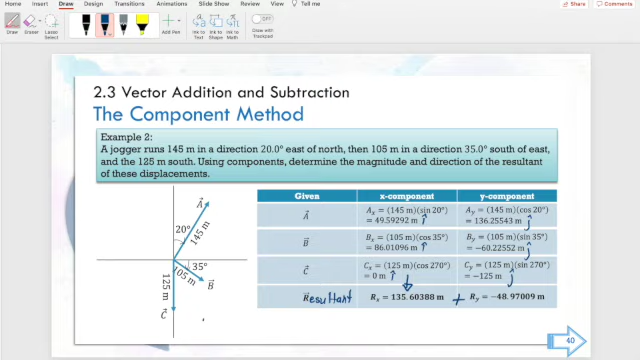 Home Insert Draw Design Transitions Animations Slide Show Review View Tell me
Share Comments
Draw Eraser Lasso Select Add Pen Ink to Text Ink to Shape Ink to Math Draw with Trackpad
OFF
2.3 Vector Addition and Subtraction
The Component Method
Example 2:
A jogger runs 145 m in a direction 20.0° east of north, then 105 m in a direction 35.0° south of east,
and the 125 m south. Using components, determine the magnitude and direction of the resultant
of these displacements.
A⃗
20°
145 m
35°
105 m
B⃗
125 m
C⃗
Given x-component y-component
A⃗ Aₓ = (145 m)(sin 20°) A_y = (145 m)(cos 20°)
= 49.59292 m î = 136.25543 m ĵ
B⃗ Bₓ = (105 m)(cos 35°) B_y = (105 m)(sin 35°)
= 86.01096 m î = −60.22552 m ĵ
C⃗ Cₓ = (125 m)(cos 270°) C_y = (125 m)(sin 270°)
= 0 m î = −125 m ĵ
R⃗esultant Rₓ = 135.60388 m + R_y = −48.97009 m
40